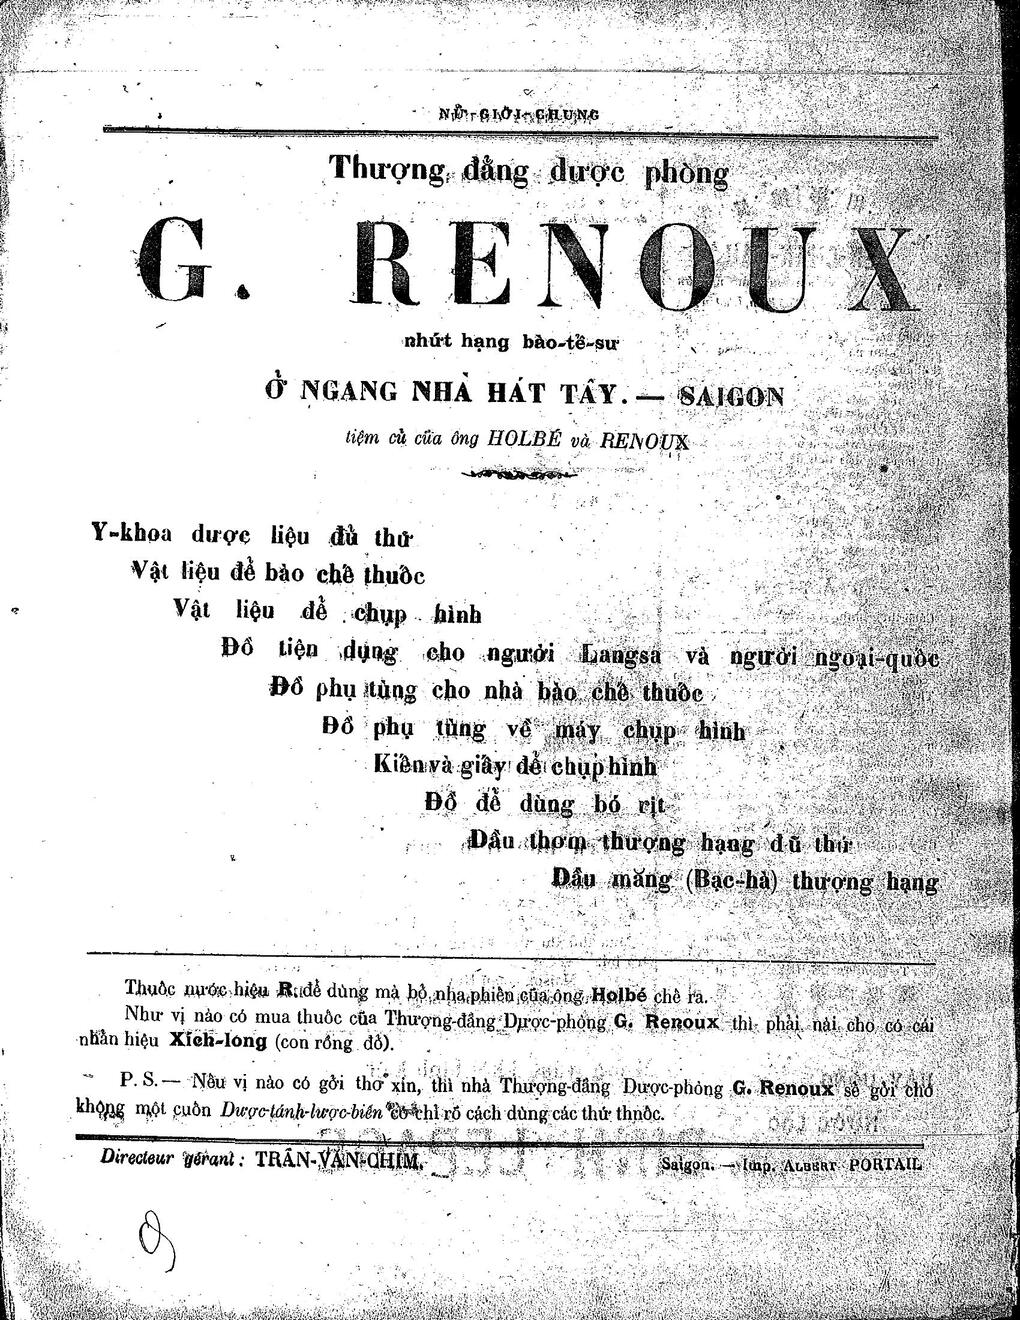 NỮ-GIỚI-CHUNG
Thượng đẳng dược phòng
G. RENOUX
nhứt hạng bào-tề-sư
Ở NGANG NHÀ HÁT TÂY. — SAIGON
tiệm củ của ông HOLBÉ và RENOUX
Y-khoa dược liệu đủ thứ
Vật liệu để bào chế thuốc
Vật liệu để chụp hình
Đồ tiện dụng cho người Langsa và người ngoại-quốc
Đồ phụ tùng cho nhà bào chế thuốc
Đồ phụ tùng về máy chụp hình
Kiến và giấy để chụp hình
Đồ để dùng bó rịt
Dầu thơm thượng hạng đũ thứ
Dầu măng (Bạc-hà) thượng hạng
Thuốc nước hiệu R. để dùng mà bỏ nha phiến của ông Holbé chế ra.
Như vị nào có mua thuốc của Thượng-đẳng Dược-phòng G. Renoux thì phải nài cho có cái
nhãn hiệu Xích-long (con rồng đỏ).
P. S. — Nếu vị nào có gởi thơ xin, thì nhà Thượng-đẳng Dược-phòng G. Renoux sẽ gởi cho
không một cuốn Dược-tánh-lược-biên có chỉ rỏ cách dùng các thứ thuốc.
Directeur gérant : TRẦN-VĂN-CHIM.
Saigon. — Imp. ALBERT PORTAIL